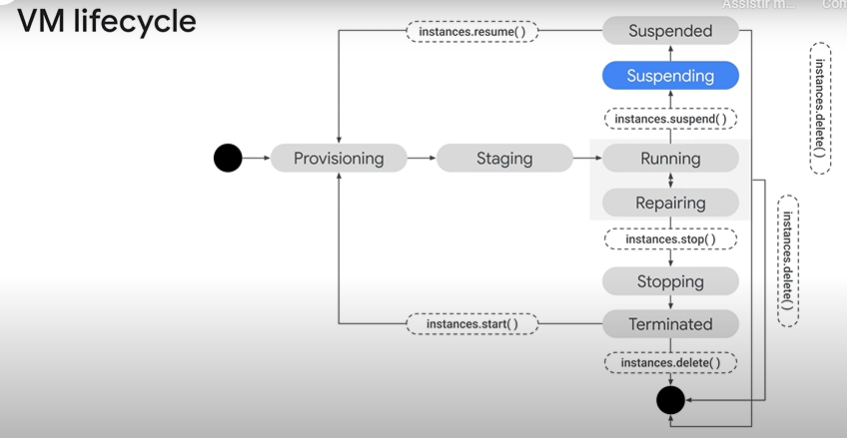 VM lifecycle
Assistir m...
instances.resume( )
Suspended
Suspending
instances.suspend( )
instances.delete( )
Provisioning
Staging
Running
Repairing
instances.stop( )
instances.delete( )
Stopping
instances.start( )
Terminated
instances.delete( )